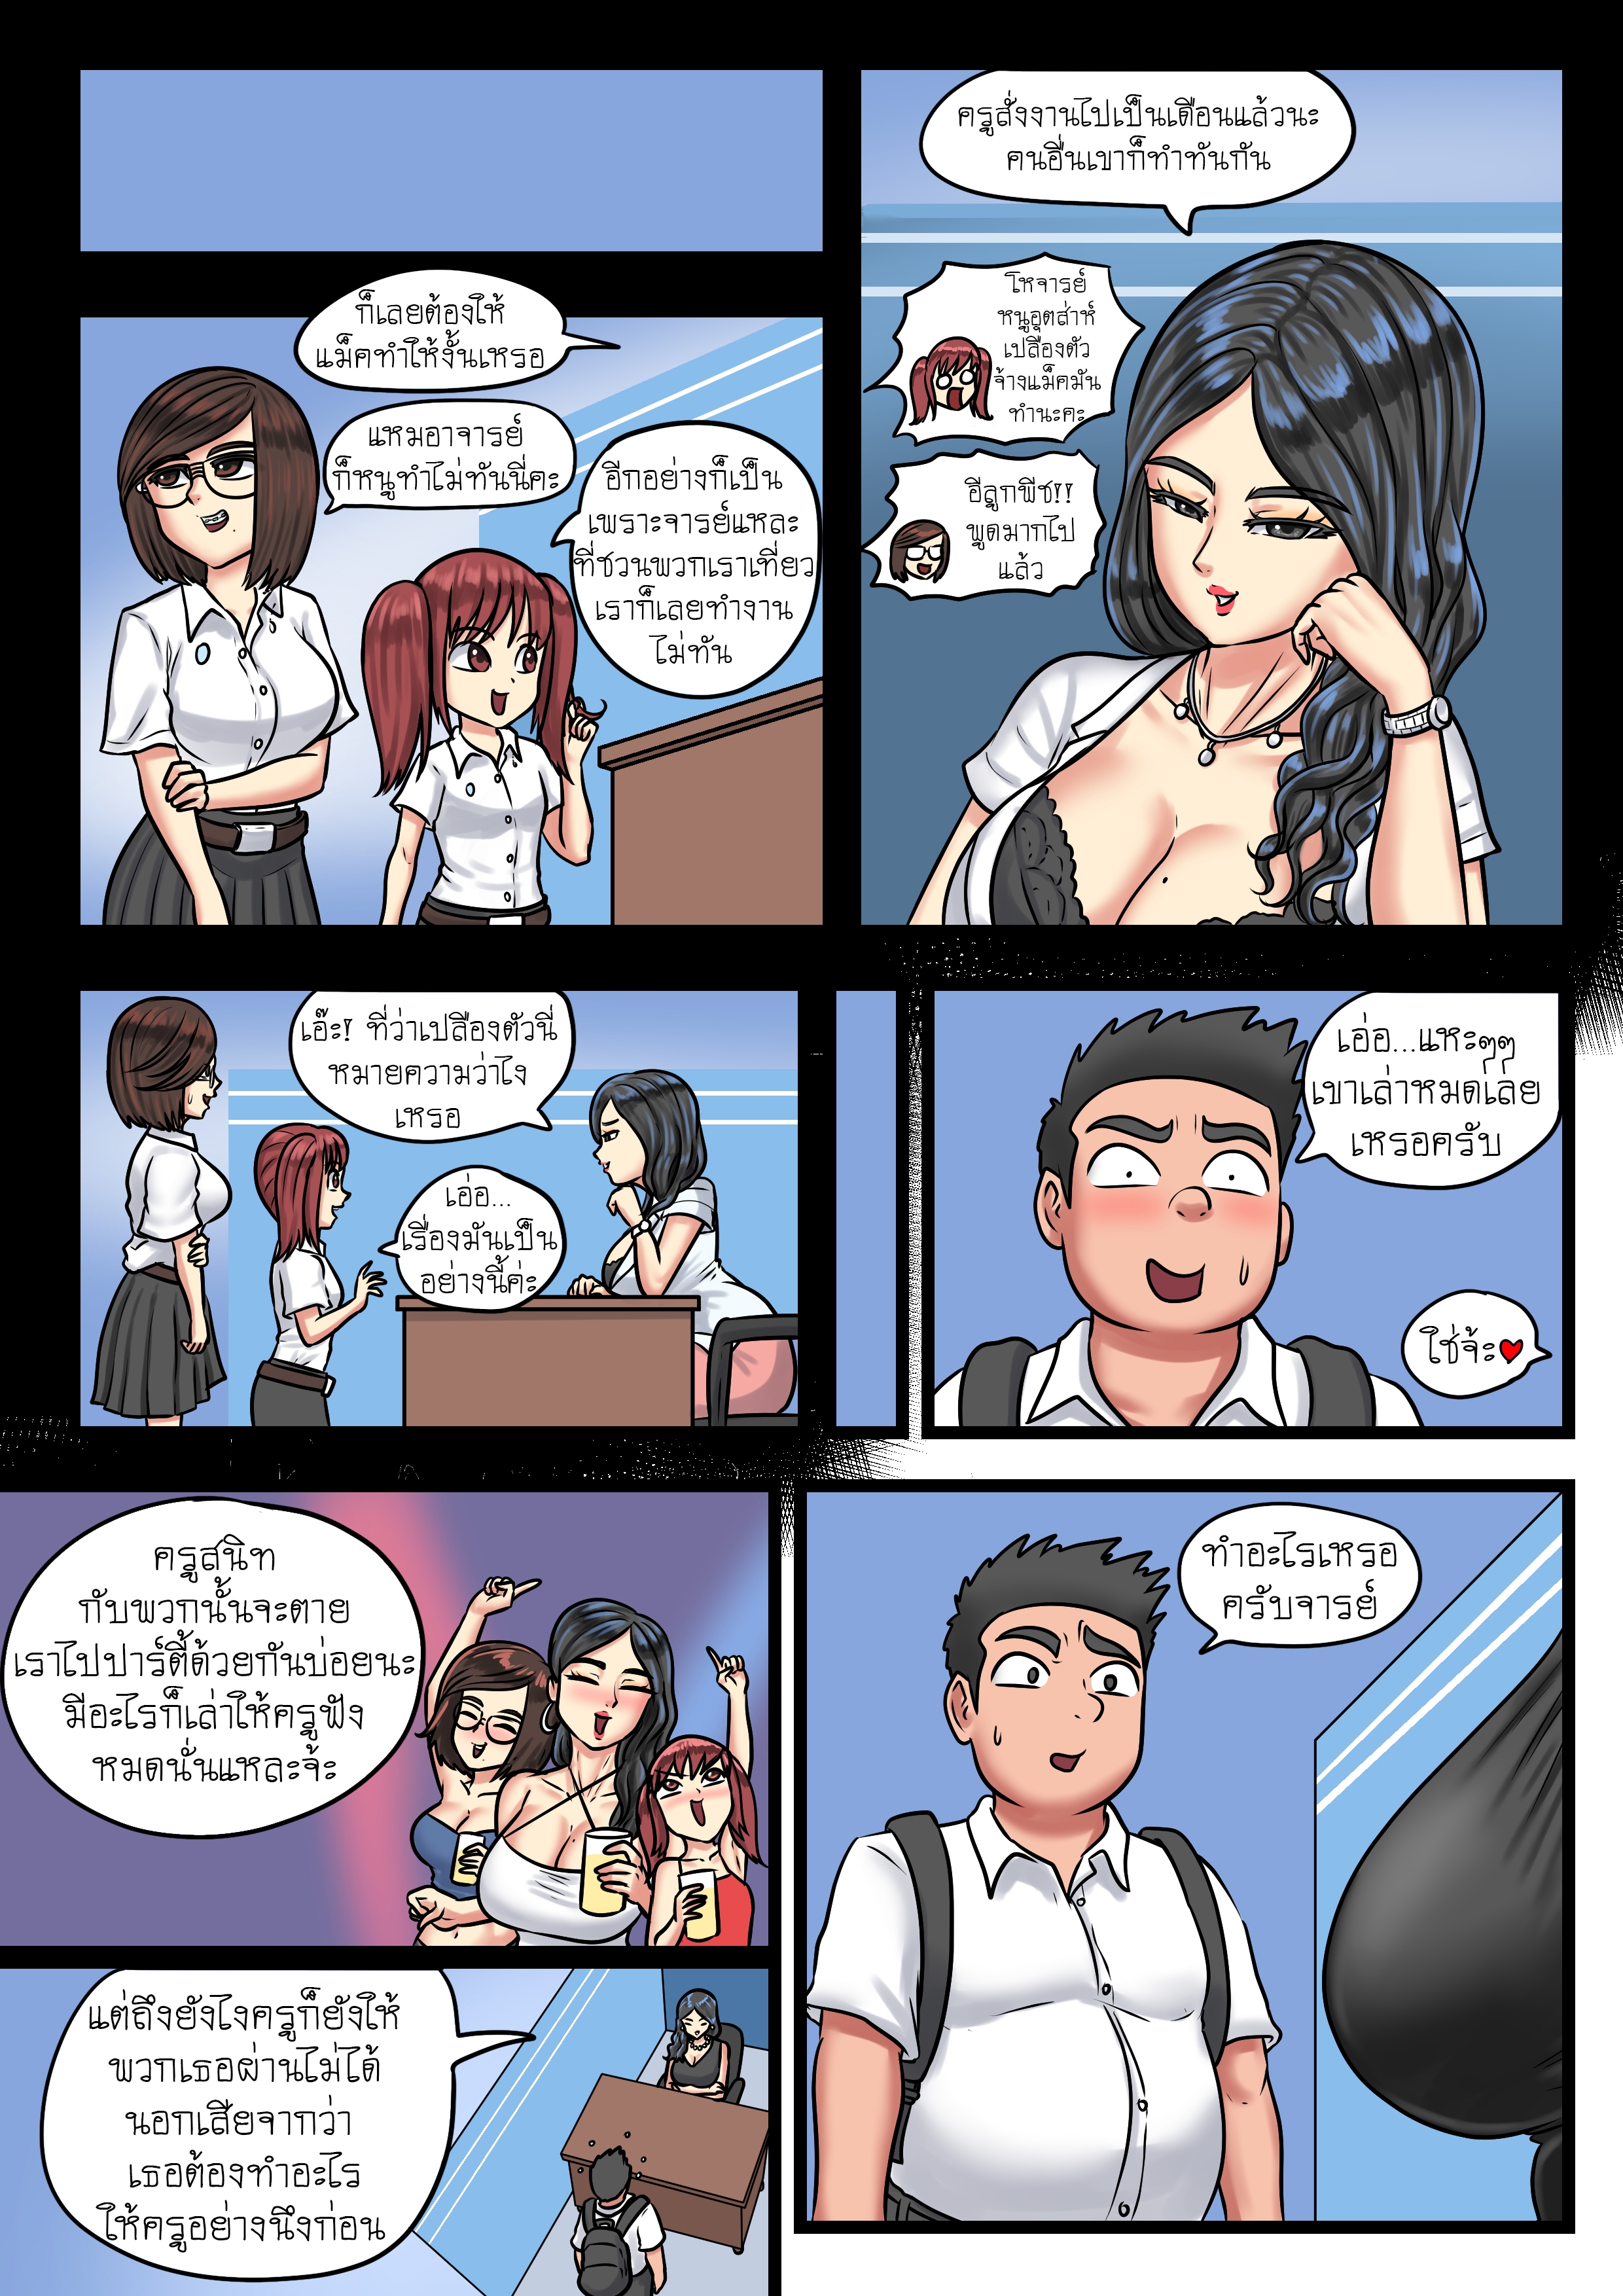 ก็เลยต้องให้
แม็คทำให้งั้นเหรอ
แหมอาจารย์
ก็หนูทำไม่ทันนี่คะ
อีกอย่างก็เป็น
เพราะจารย์แหละ
ที่ชวนพวกเราเที่ยว
เราก็เลยทำงาน
ไม่ทัน
ครูสั่งงานไปเป็นเดือนแล้วนะ
คนอื่นเขาก็ทำทันกัน
โหจารย์
หนูอุตส่าห์
เปลืองตัว
จ้างแม็คมัน
ทำนะคะ
อีลูกพีช!!
พูดมากไป
แล้ว
เอ๊ะ! ที่ว่าเปลืองตัวนี่
หมายความว่าไง
เหรอ
เอ่อ...
เรื่องมันเป็น
อย่างนี้ค่ะ
เอ่อ...แหะๆๆ
เขาเล่าหมดเลย
เหรอครับ
ใช่จ้ะ
ครูสนิท
กับพวกนั้นจะตาย
เราไปปาร์ตี้ด้วยกันบ่อยนะ
มีอะไรก็เล่าให้ครูฟัง
หมดนั่นแหละจ้ะ
แต่ถึงยังไงครูก็ยังให้
พวกเธอผ่านไม่ได้
นอกเสียจากว่า
เธอต้องทำอะไร
ให้ครูอย่างนึงก่อน
ทำอะไรเหรอ
ครับจารย์